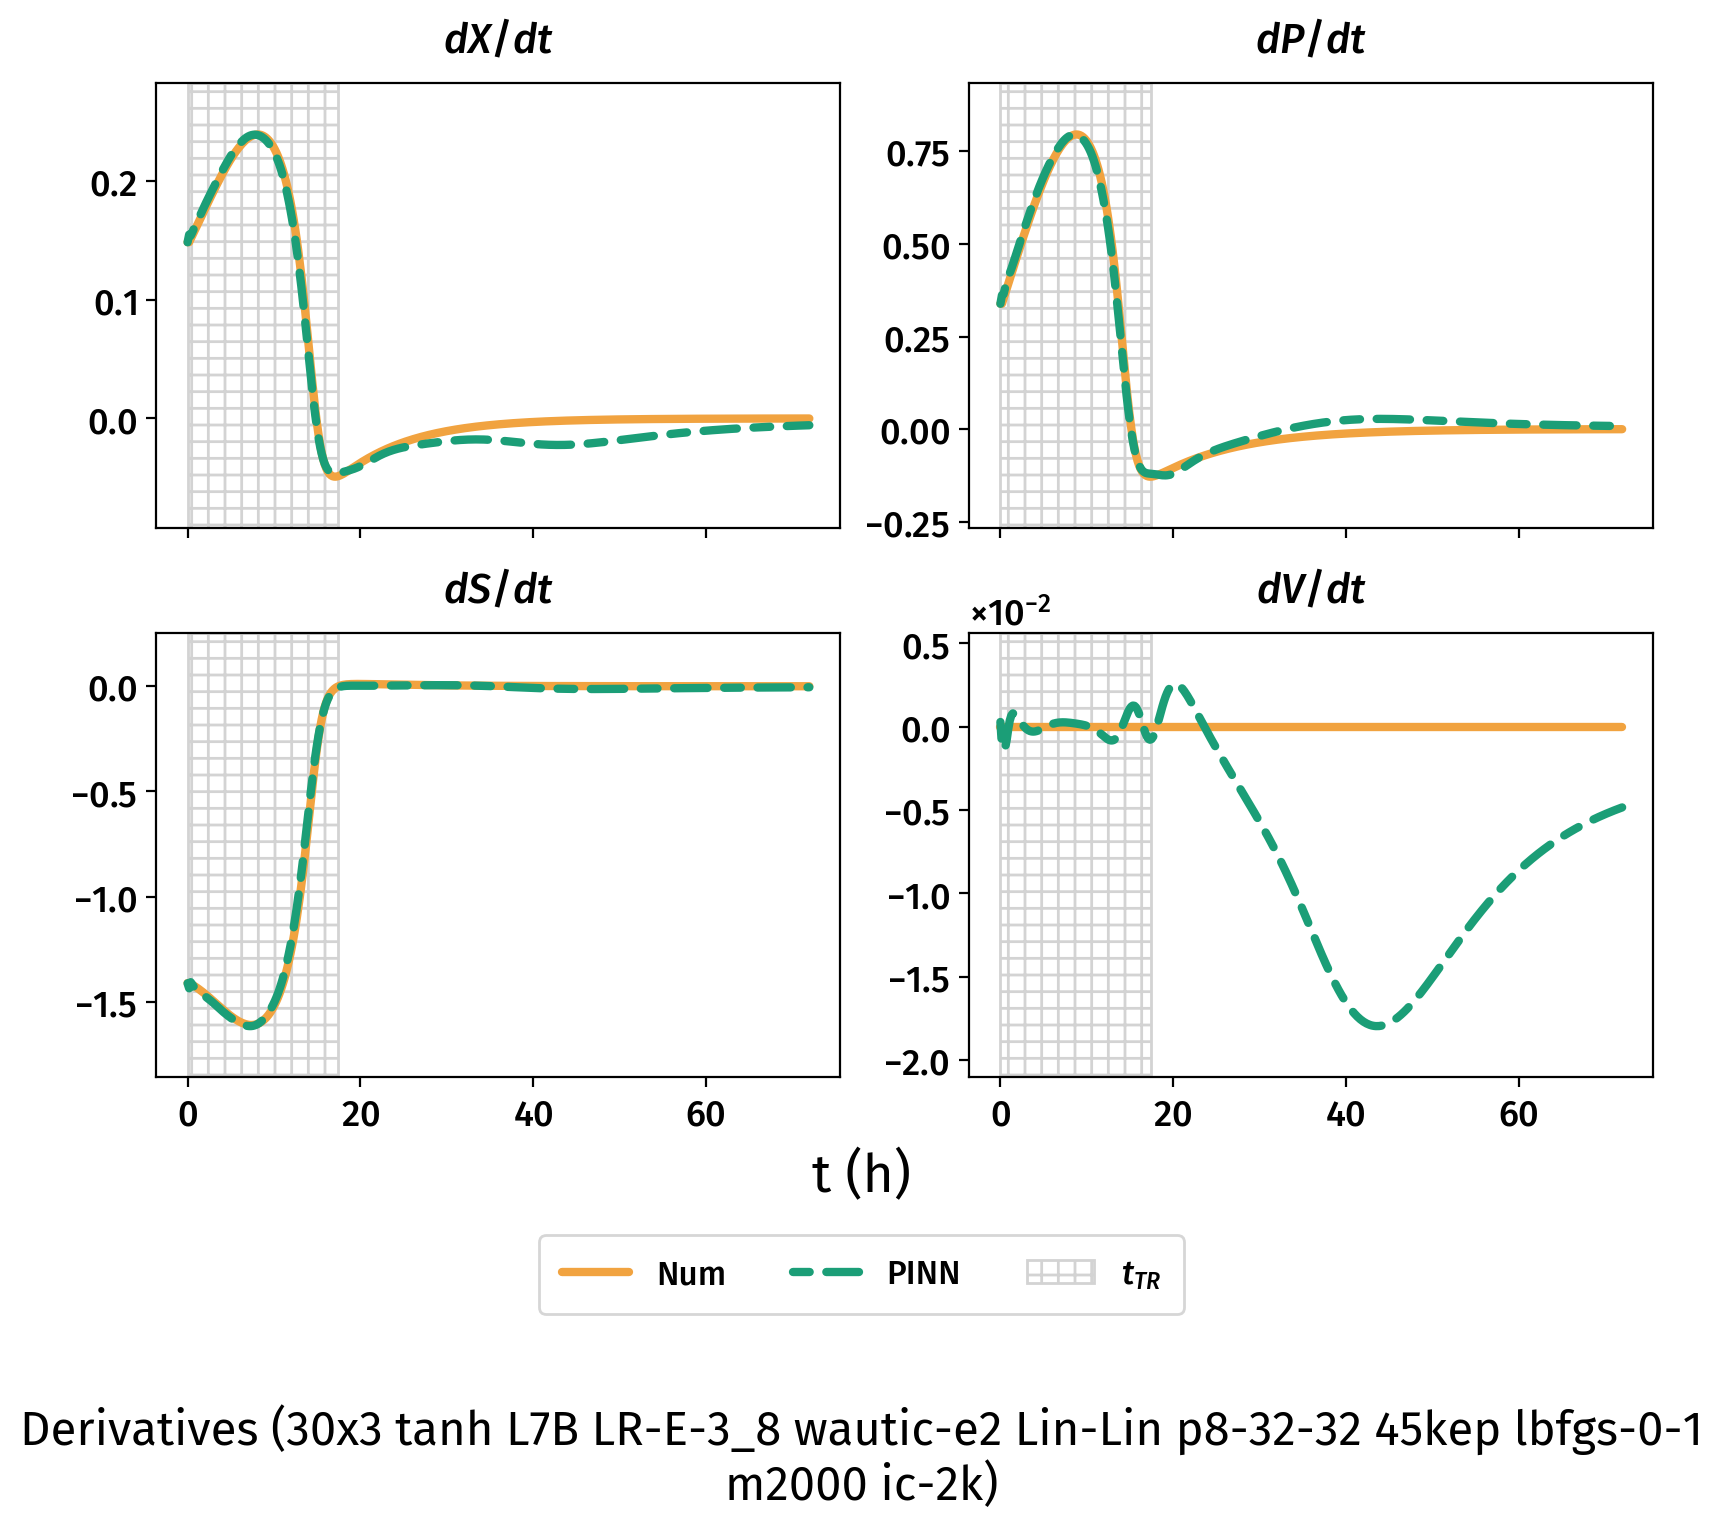 dX/dt
dP/dt
0.2
0.1
0.0
0.75
0.50
0.25
0.00
−0.25
dS/dt
dV/dt
×10⁻²
0.0
−0.5
−1.0
−1.5
0.5
0.0
−0.5
−1.0
−1.5
−2.0
0 20 40 60
0 20 40 60
t (h)
Num PINN t_TR
Derivatives (30x3 tanh L7B LR-E-3_8 wautic-e2 Lin-Lin p8-32-32 45kep lbfgs-0-1
m2000 ic-2k)